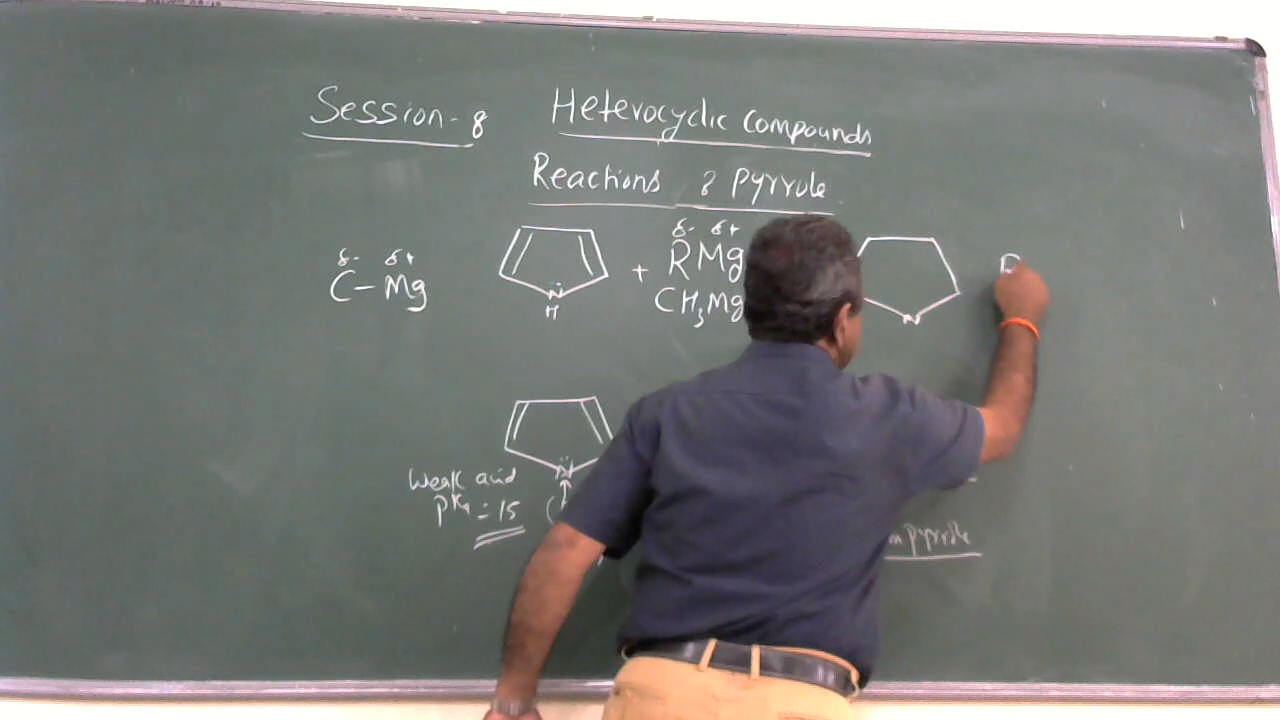 Session-8 Heterocyclic Compounds
Reactions of Pyrrole
δ- δ+
C-Mg
N
H
+
δ- δ+
RMg
CH3Mg
N
Weak acid
pKa = 15
N
pyrrole